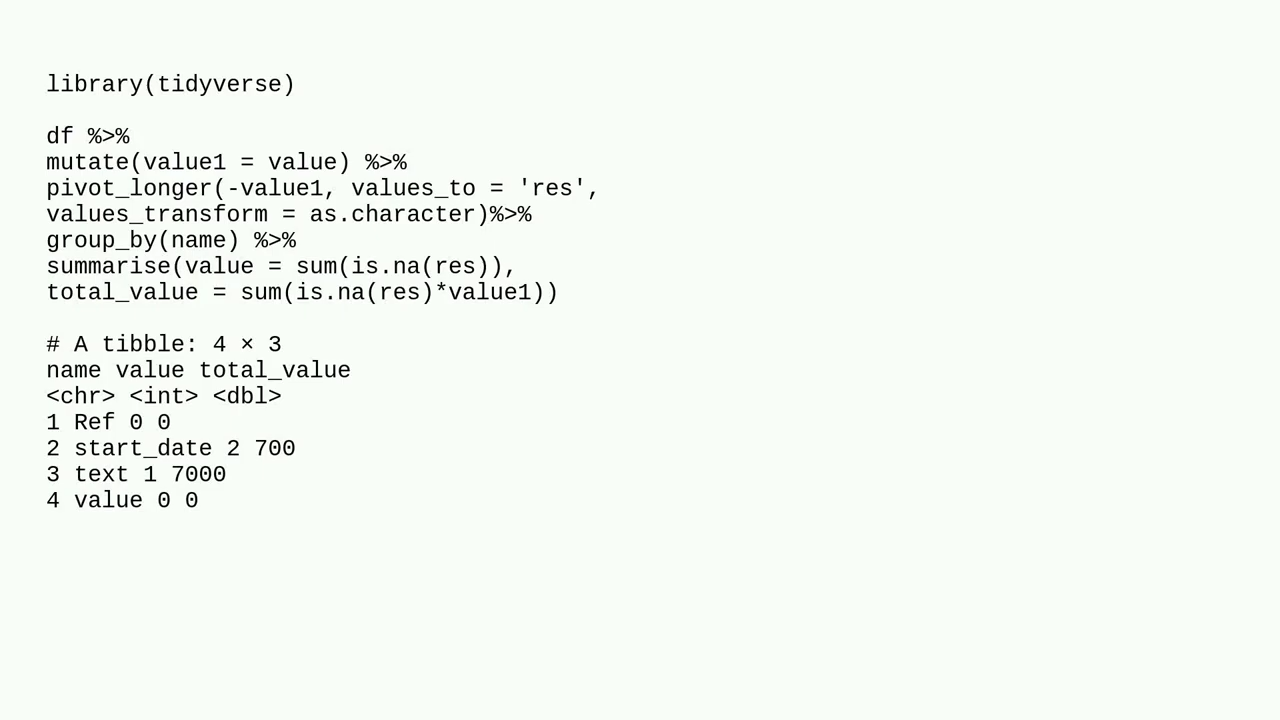 library(tidyverse)
df %>%
mutate(value1 = value) %>%
pivot_longer(-value1, values_to = 'res',
values_transform = as.character)%>%
group_by(name) %>%
summarise(value = sum(is.na(res)),
total_value = sum(is.na(res)*value1))
# A tibble: 4 × 3
name value total_value
<chr> <int> <dbl>
1 Ref 0 0
2 start_date 2 700
3 text 1 7000
4 value 0 0